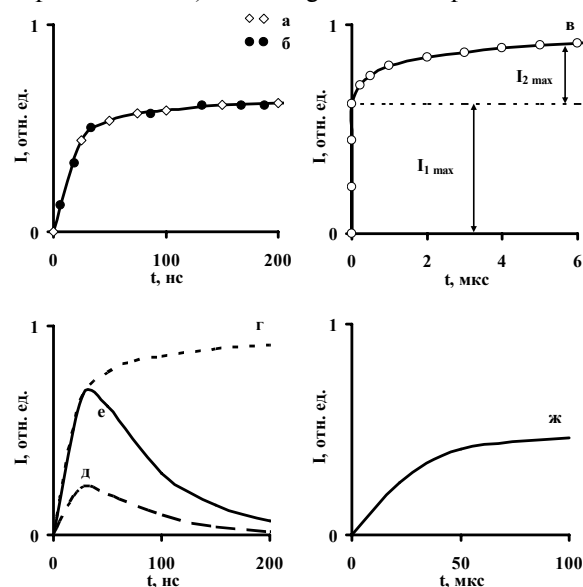 а
б
1
I, отн. ед.
0
0
100
200
t, нс
в
1
I, отн. ед.
I2 max
I1 max
0
0
2
4
6
t, мкс
г
1
I, отн. ед.
е
д
0
0
100
200
t, нс
1
I, отн. ед.
ж
0
0
50
100
t, мкс